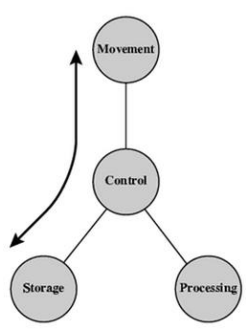 Movement
Control
Storage
Processing